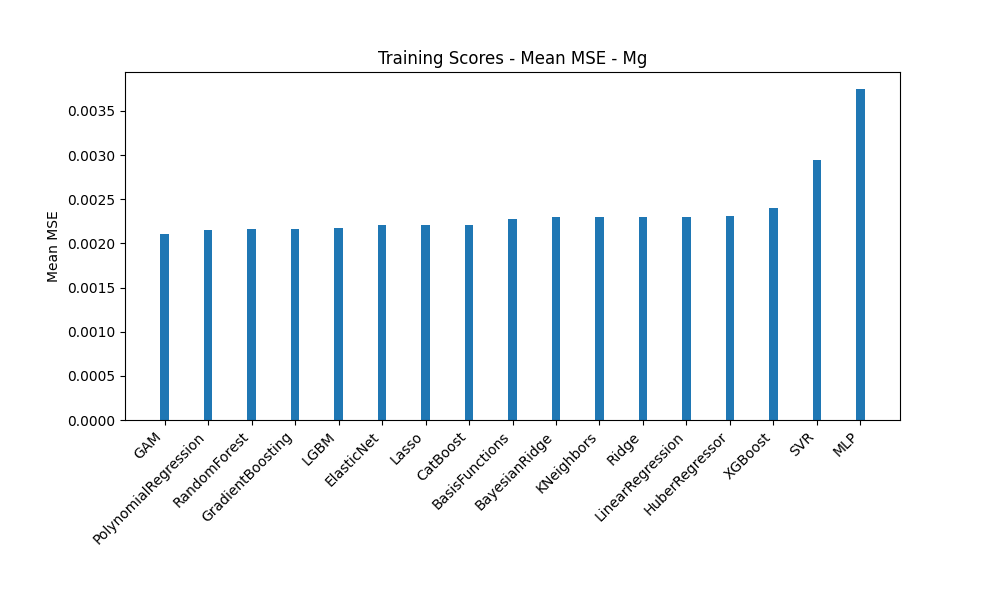 Training Scores - Mean MSE - Mg
Mean MSE
0.0035
0.0030
0.0025
0.0020
0.0015
0.0010
0.0005
0.0000
GAM
PolynomialRegression
RandomForest
GradientBoosting
LGBM
ElasticNet
Lasso
CatBoost
BasisFunctions
BayesianRidge
KNeighbors
Ridge
LinearRegression
HuberRegressor
XGBoost
SVR
MLP